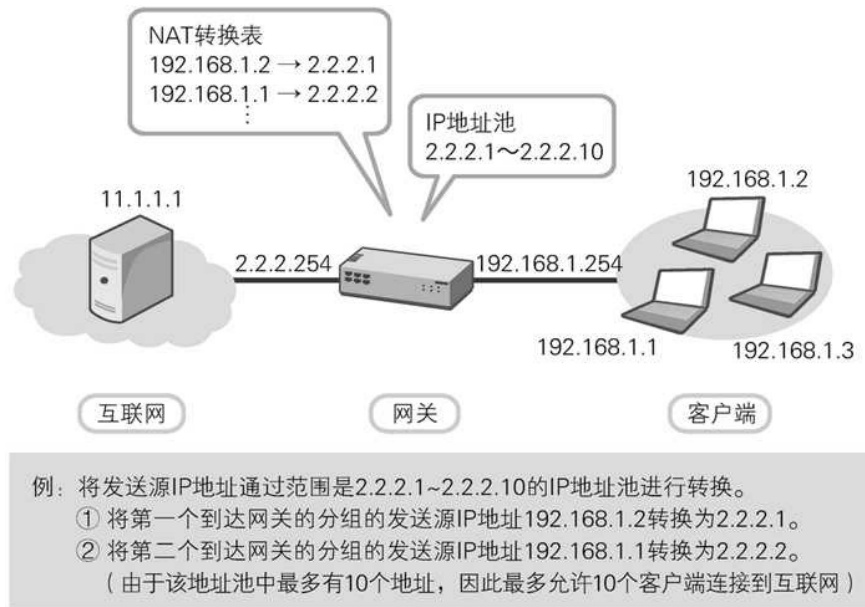 NAT转换表
192.168.1.2 → 2.2.2.1
192.168.1.1 → 2.2.2.2
⋮
IP地址池
2.2.2.1～2.2.2.10
11.1.1.1
192.168.1.2
2.2.2.254
192.168.1.254
192.168.1.1
192.168.1.3
互联网
网关
客户端
例：将发送源IP地址通过范围是2.2.2.1~2.2.2.10的IP地址池进行转换。
① 将第一个到达网关的分组的发送源IP地址192.168.1.2转换为2.2.2.1。
② 将第二个到达网关的分组的发送源IP地址192.168.1.1转换为2.2.2.2。
（由于该地址池中最多有10个地址，因此最多允许10个客户端连接到互联网）